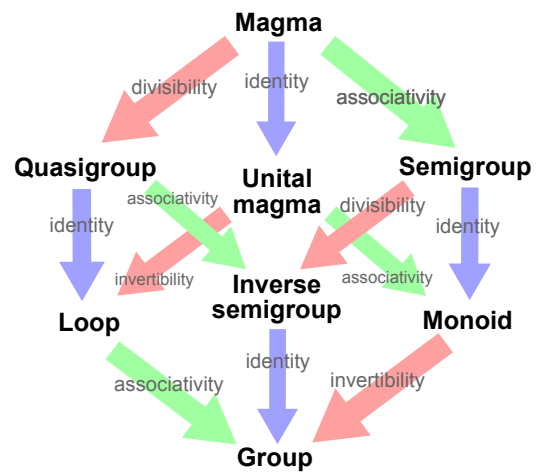 Magma
divisibility
identity
associativity
Quasigroup
Unital
magma
Semigroup
associativity
divisibility
identity
identity
invertibility
associativity
Loop
Inverse
semigroup
Monoid
associativity
identity
invertibility
Group